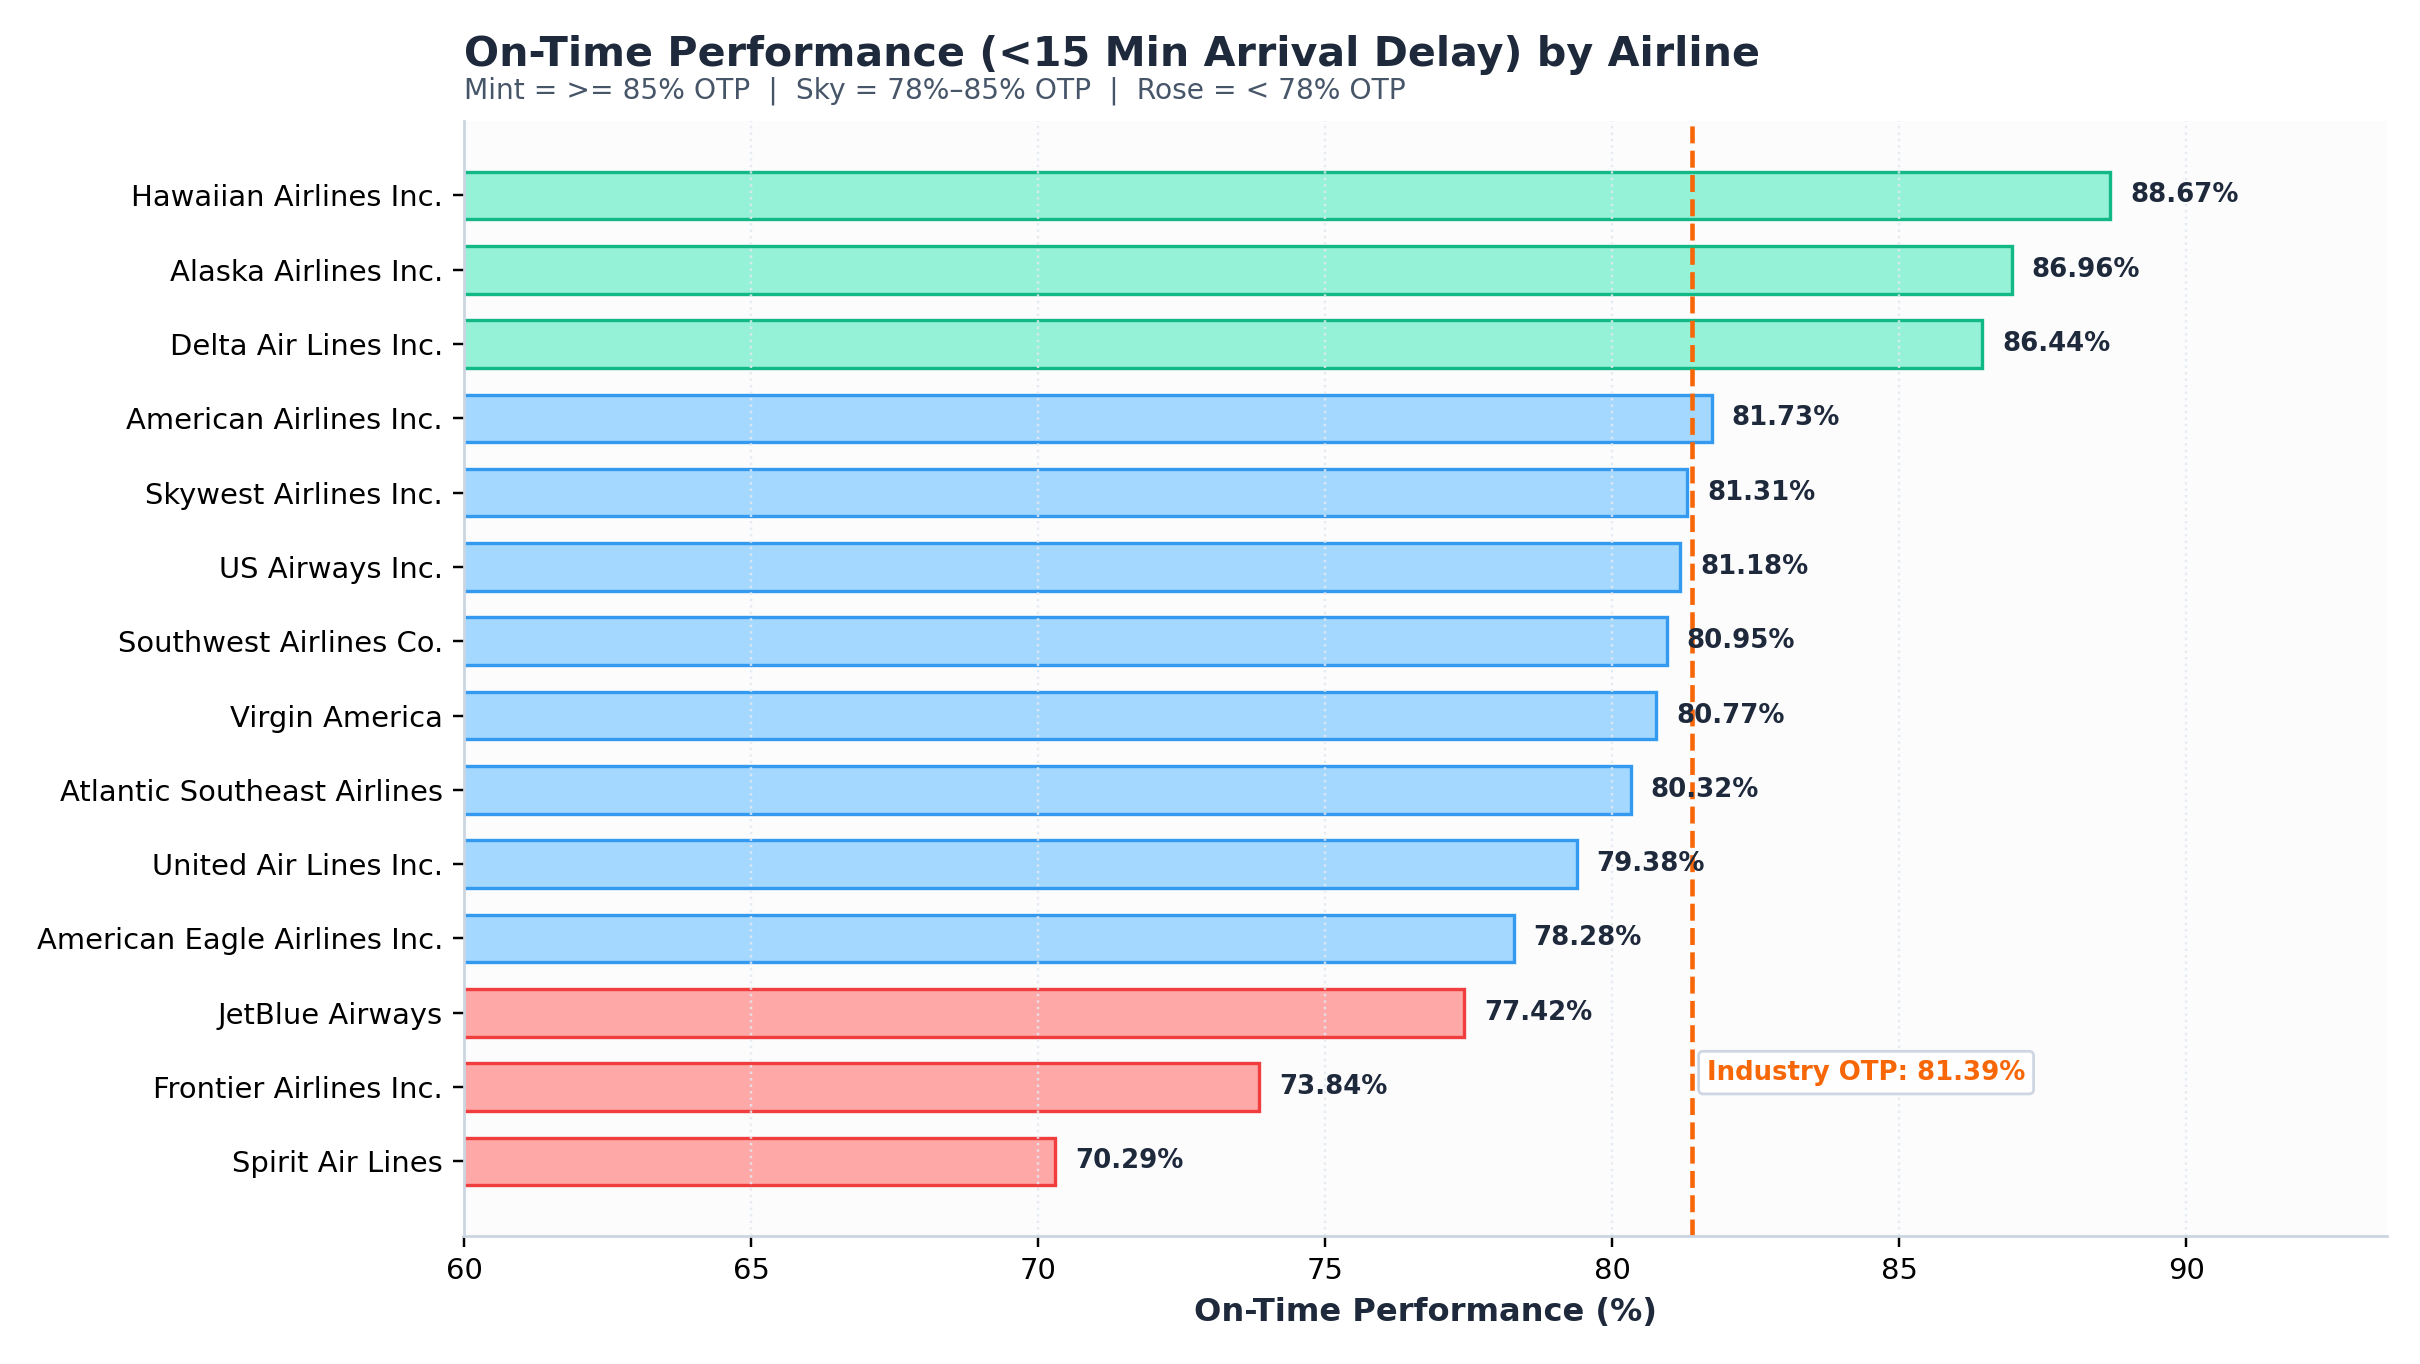 On-Time Performance (<15 Min Arrival Delay) by Airline
Mint = >= 85% OTP | Sky = 78%–85% OTP | Rose = < 78% OTP
Hawaiian Airlines Inc. 88.67%
Alaska Airlines Inc. 86.96%
Delta Air Lines Inc. 86.44%
American Airlines Inc. 81.73%
Skywest Airlines Inc. 81.31%
US Airways Inc. 81.18%
Southwest Airlines Co. 80.95%
Virgin America 80.77%
Atlantic Southeast Airlines 80.32%
United Air Lines Inc. 79.38%
American Eagle Airlines Inc. 78.28%
JetBlue Airways 77.42%
Industry OTP: 81.39%
Frontier Airlines Inc. 73.84%
Spirit Air Lines 70.29%
60 65 70 75 80 85 90
On-Time Performance (%)